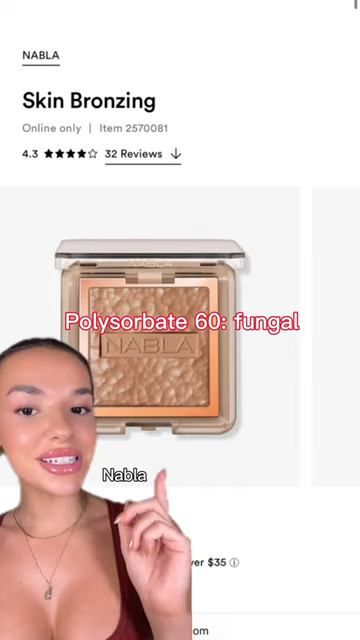 NABLA
Skin Bronzing
Online only | Item 2570081
4.3 ★★★★☆ 32 Reviews ↓
NABLA
Polysorbate 60: fungal
NABLA
Nabla
ver $35 ⓘ
om